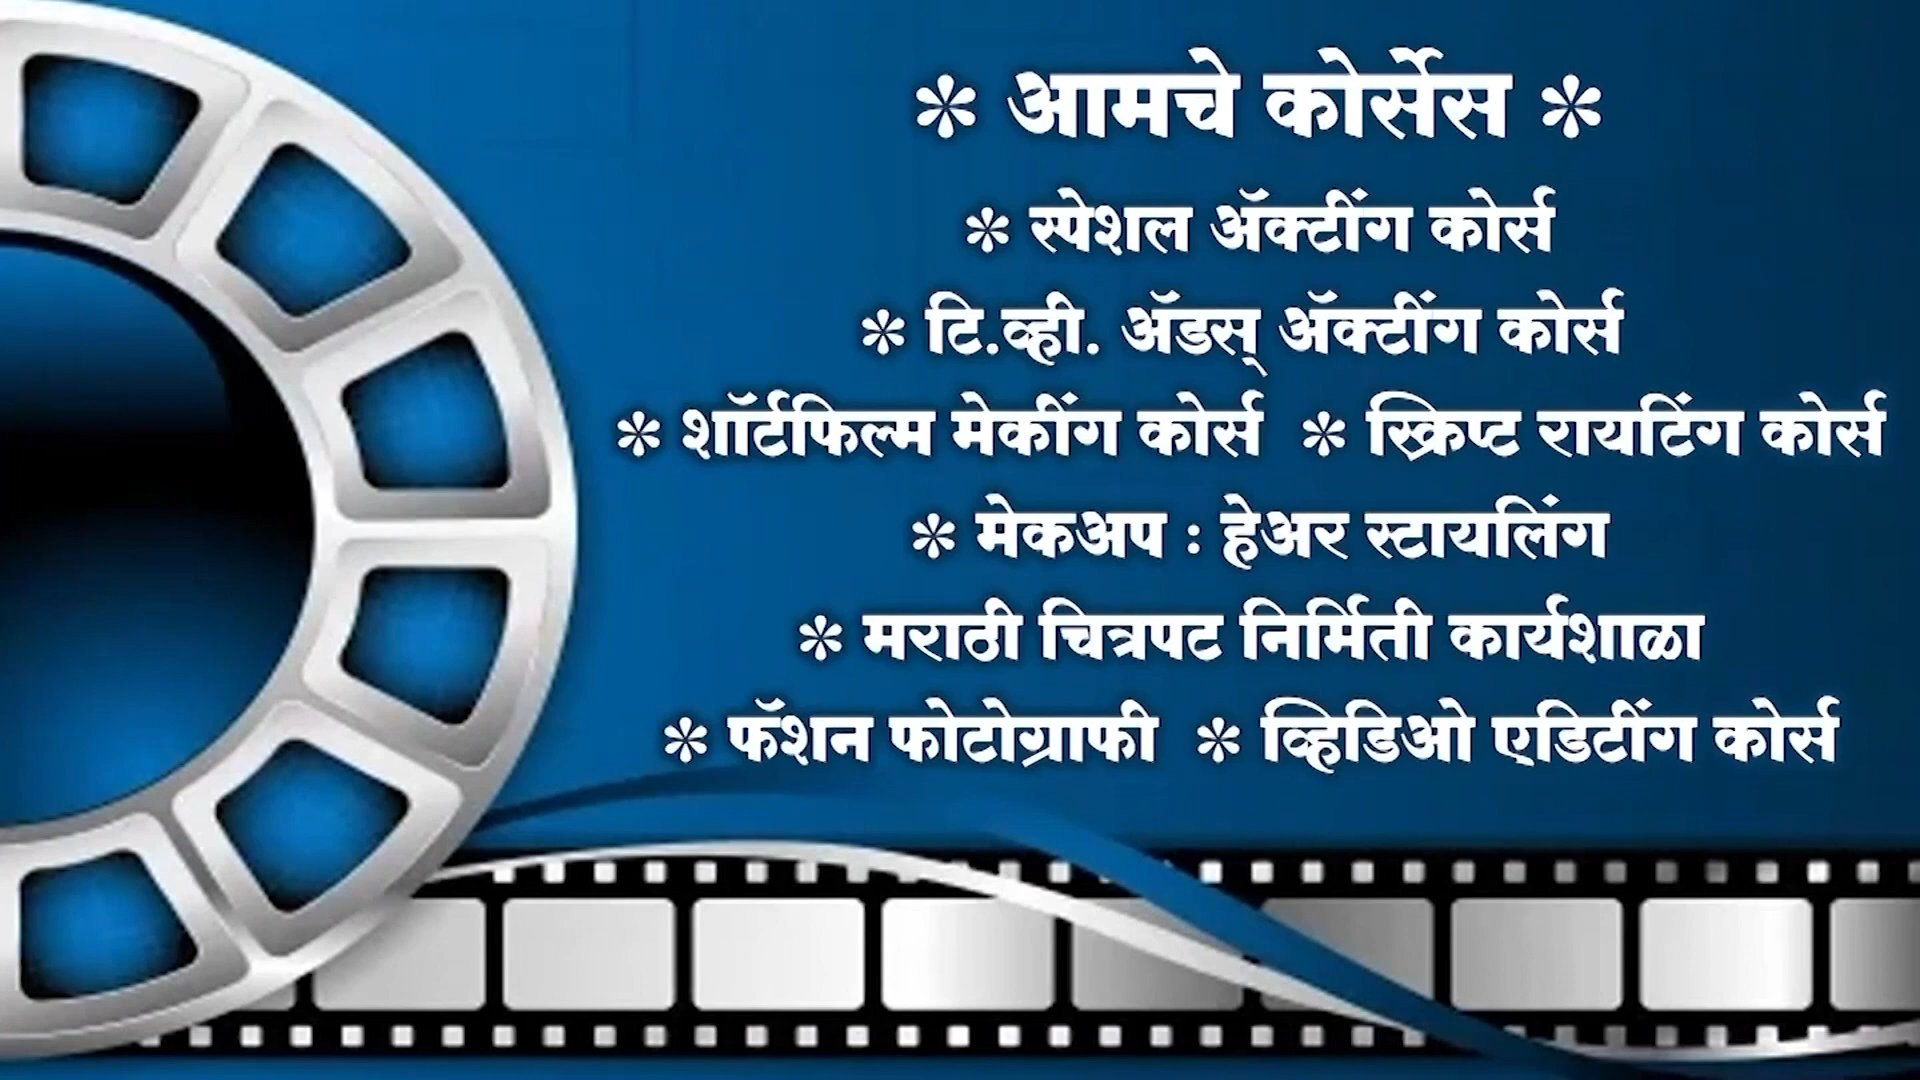 * आमचे कोर्सेस *
* स्पेशल ॲक्टींग कोर्स
* टि.व्ही. ॲडस् ॲक्टींग कोर्स
* शॉर्टफिल्म मेकींग कोर्स * स्क्रिप्ट रायटिंग कोर्स
* मेकअप : हेअर स्टायलिंग
* मराठी चित्रपट निर्मिती कार्यशाळा
* फॅशन फोटोग्राफी * व्हिडिओ एडिटींग कोर्स